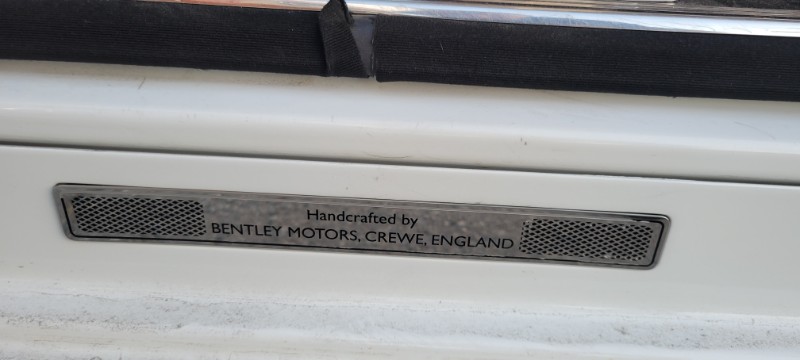 Handcrafted by
BENTLEY MOTORS, CREWE, ENGLAND